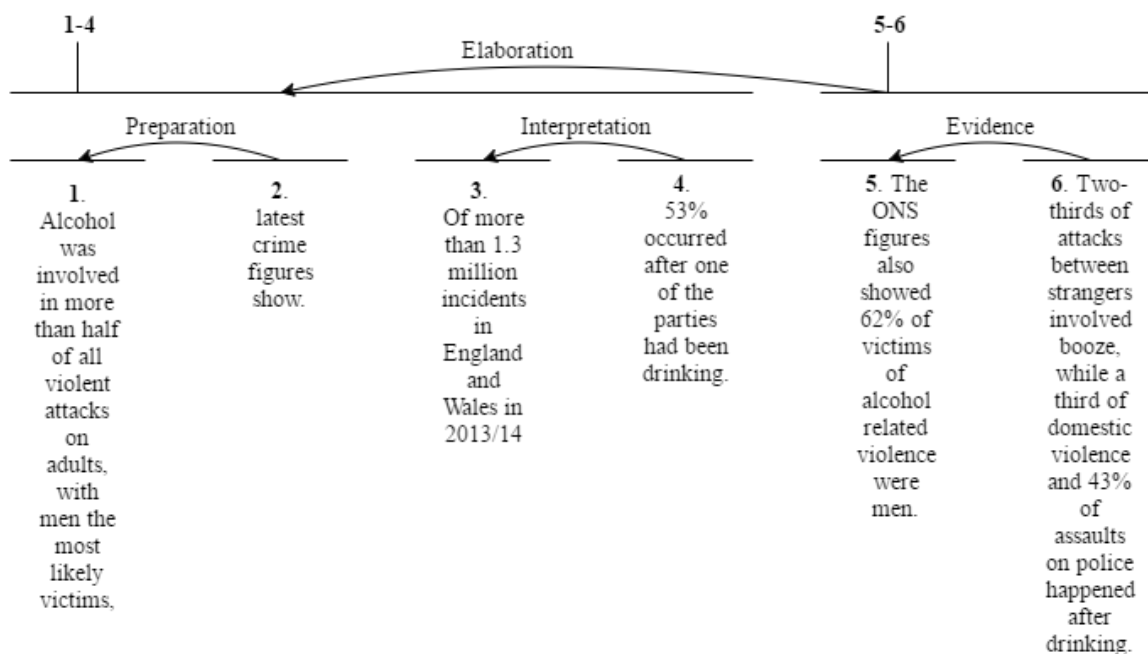 1-4
5-6
Elaboration
Preparation
Interpretation
Evidence
1.
Alcohol
was
involved
in more
than half
of all
violent
attacks
on
adults,
with
men the
most
likely
victims,
2.
latest
crime
figures
show.
3.
Of more
than 1.3
million
incidents
in
England
and
Wales in
2013/14
4.
53%
occurred
after one
of the
parties
had been
drinking.
5. The
ONS
figures
also
showed
62% of
victims
of
alcohol
related
violence
were
men.
6. Two-
thirds of
attacks
between
strangers
involved
booze,
while a
third of
domestic
violence
and 43%
of
assaults
on police
happened
after
drinking.